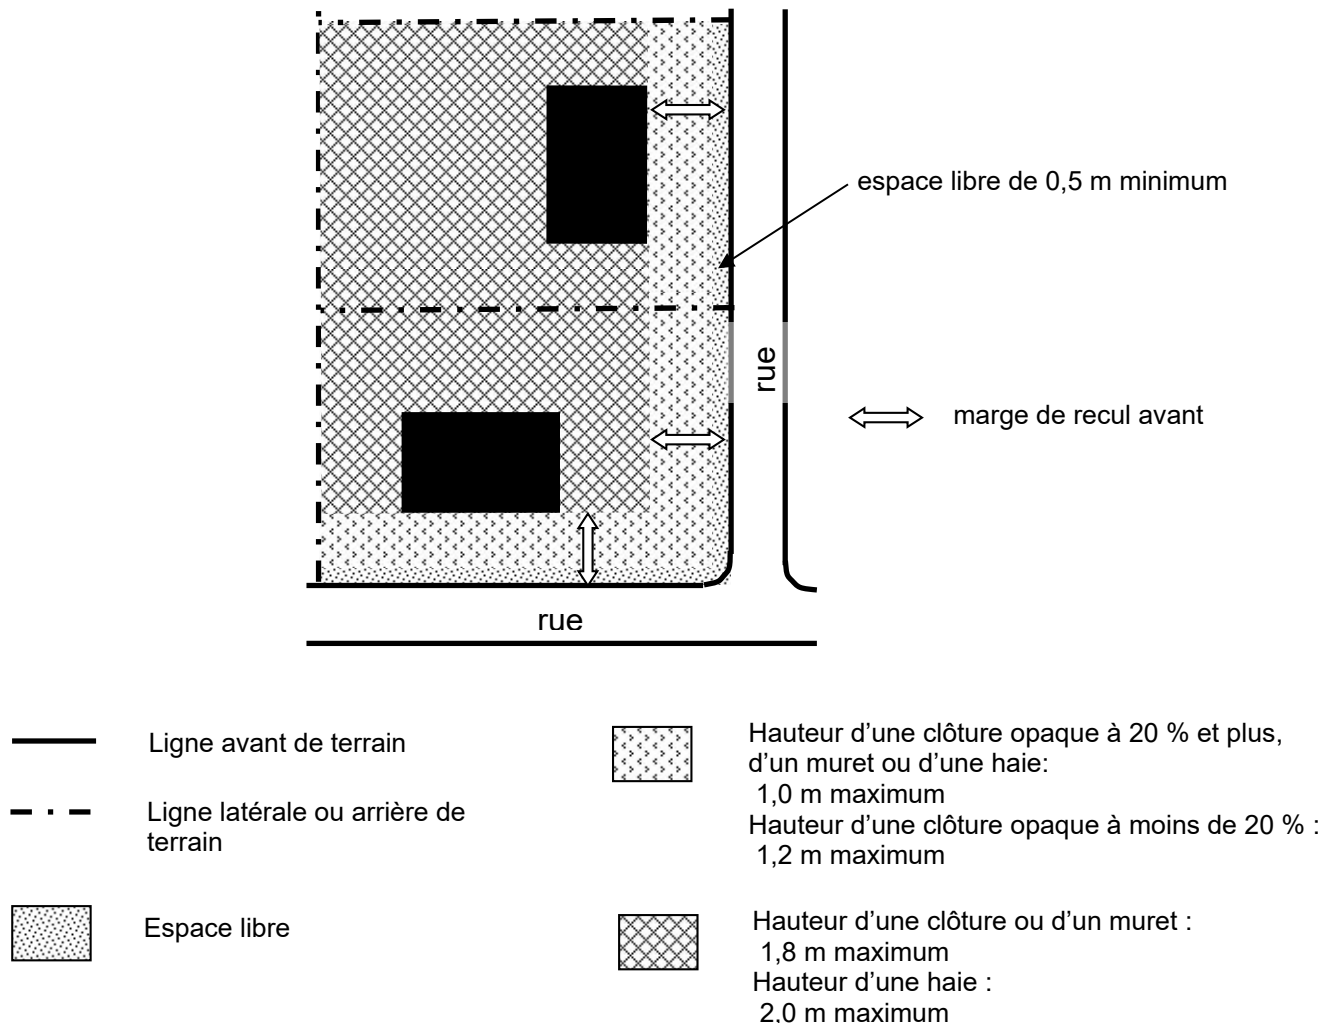 espace libre de 0,5 m minimum
rue
marge de recul avant
rue
Ligne avant de terrain
Ligne latérale ou arrière de
terrain
Espace libre
Hauteur d’une clôture opaque à 20 % et plus,
d’un muret ou d’une haie:
1,0 m maximum
Hauteur d’une clôture opaque à moins de 20 % :
1,2 m maximum
Hauteur d’une clôture ou d’un muret :
1,8 m maximum
Hauteur d’une haie :
2,0 m maximum